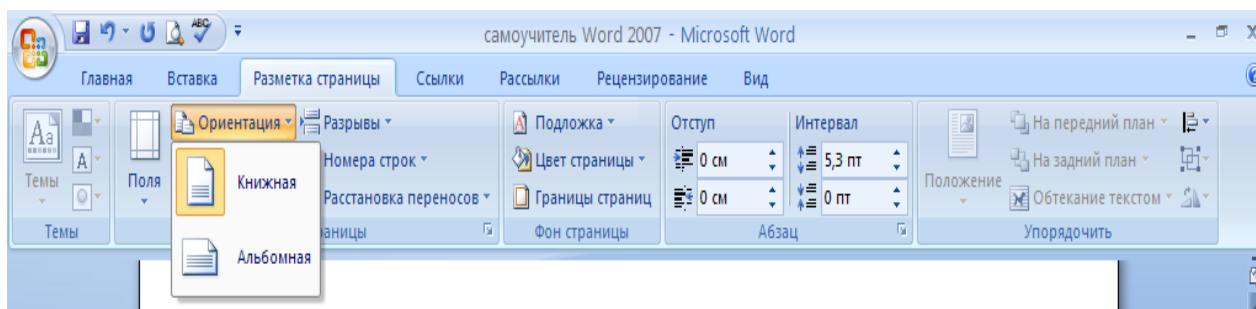 ABC
самоучитель Word 2007 - Microsoft Word
Главная Вставка Разметка страницы Ссылки Рассылки Рецензирование Вид
Aa Ориентация Разрывы Подложка Отступ Интервал На передний план
A Номера строк Цвет страницы 0 см 5,3 пт На задний план
Темы Поля Книжная Расстановка переносов Границы страниц 0 см 0 пт Положение Обтекание текстом
Темы раницы Фон страницы Абзац Упорядочить
Альбомная